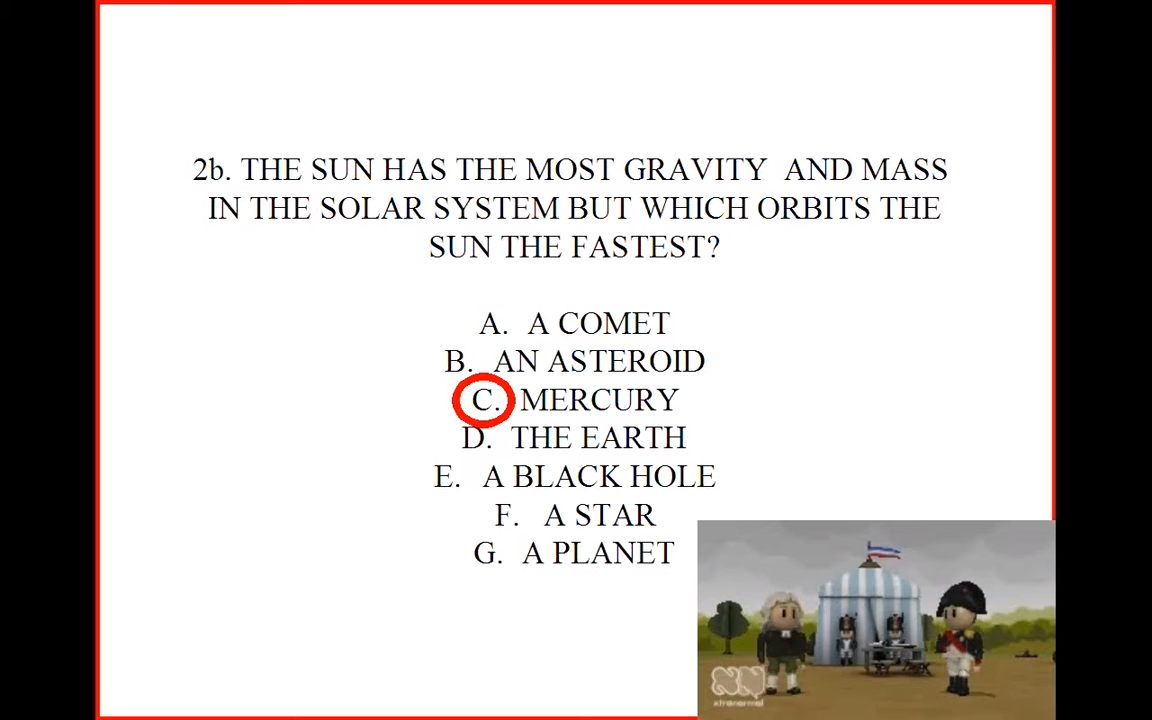 2b. THE SUN HAS THE MOST GRAVITY AND MASS
IN THE SOLAR SYSTEM BUT WHICH ORBITS THE
SUN THE FASTEST?
A. A COMET
B. AN ASTEROID
C. MERCURY
D. THE EARTH
E. A BLACK HOLE
F. A STAR
G. A PLANET
xtranormal